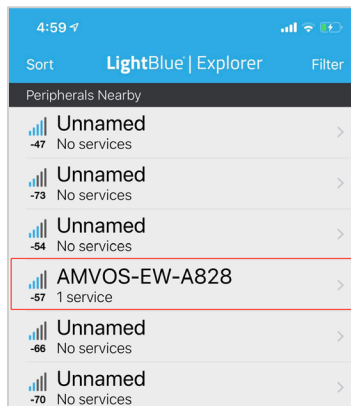 4:59
Sort LightBlue® | Explorer Filter
Peripherals Nearby
Unnamed
-47 No services
Unnamed
-73 No services
Unnamed
-54 No services
AMVOS-EW-A828
-57 1 service
Unnamed
-66 No services
Unnamed
-70 No services